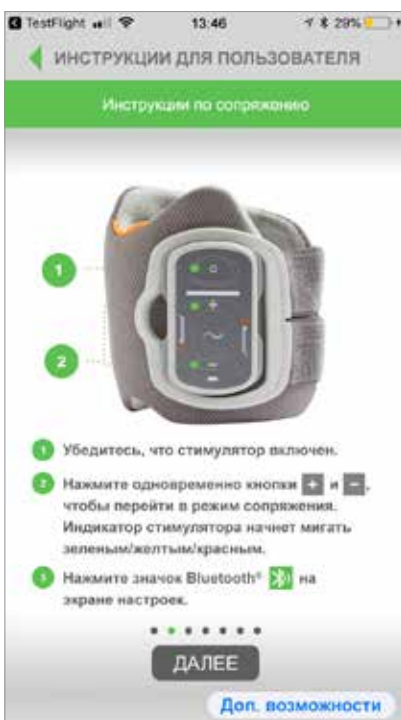 TestFlight 13:46 29%
ИНСТРУКЦИИ ДЛЯ ПОЛЬЗОВАТЕЛЯ
Инструкции по сопряжению
1
2
1 Убедитесь, что стимулятор включен.
2 Нажмите одновременно кнопки + и −,
чтобы перейти в режим сопряжения.
Индикатор стимулятора начнет мигать
зеленым/желтым/красным.
3 Нажмите значок Bluetooth® на
экране настроек.
ДАЛЕЕ
Доп. возможности